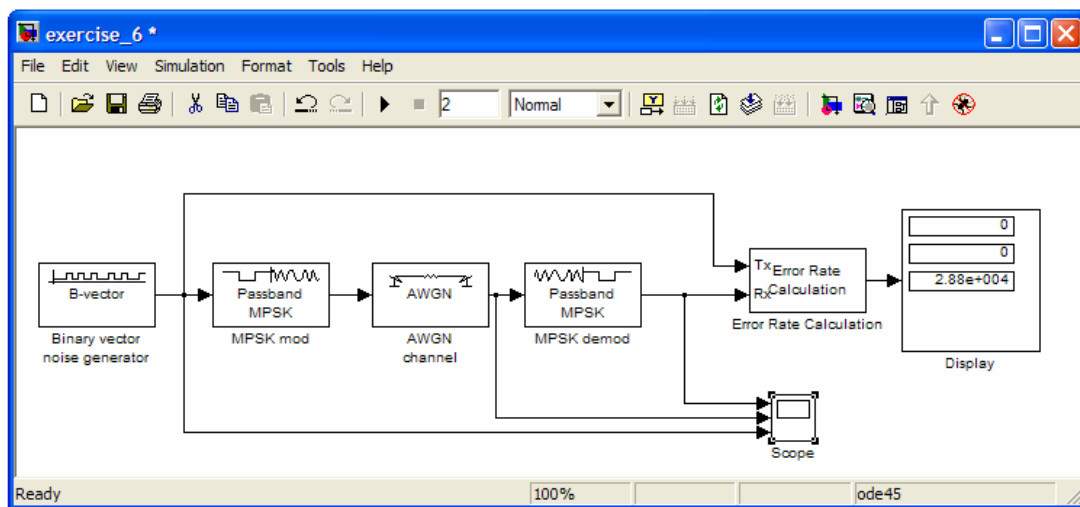 exercise_6 *
File Edit View Simulation Format Tools Help
2
Normal
B-vector
Binary vector
noise generator
Passband
MPSK
MPSK mod
AWGN
AWGN
channel
Passband
MPSK
MPSK demod
Tx
Rx
Error Rate
Calculation
Error Rate Calculation
0
0
2.88e+004
Display
Scope
Ready
100%
ode45